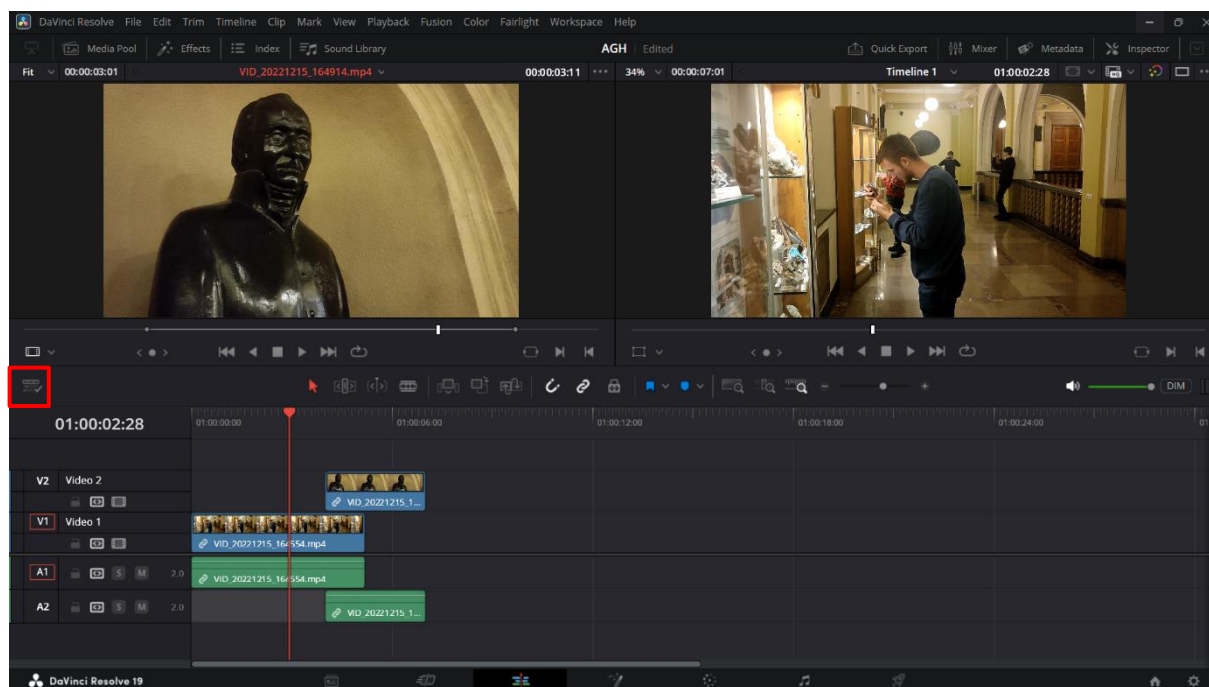 DaVinci Resolve File Edit Trim Timeline Clip Mark View Playback Fusion Color Fairlight Workspace Help
Media Pool Effects Index Sound Library AGH Edited Quick Export Mixer Metadata Inspector
Fit 00:00:03:01 VID_20221215_164914.mp4 00:00:03:11 34% 00:00:07:01 Timeline 1 01:00:02:28
DIM
01:00:02:28 01:00:00:00 01:00:06:00 01:00:12:00 01:00:18:00 01:00:24:00
V2 Video 2
VID_20221215_1...
V1 Video 1
VID_20221215_164554.mp4
A1 S M 2.0 VID_20221215_164554.mp4
A2 S M 2.0 VID_20221215_1...
DaVinci Resolve 19